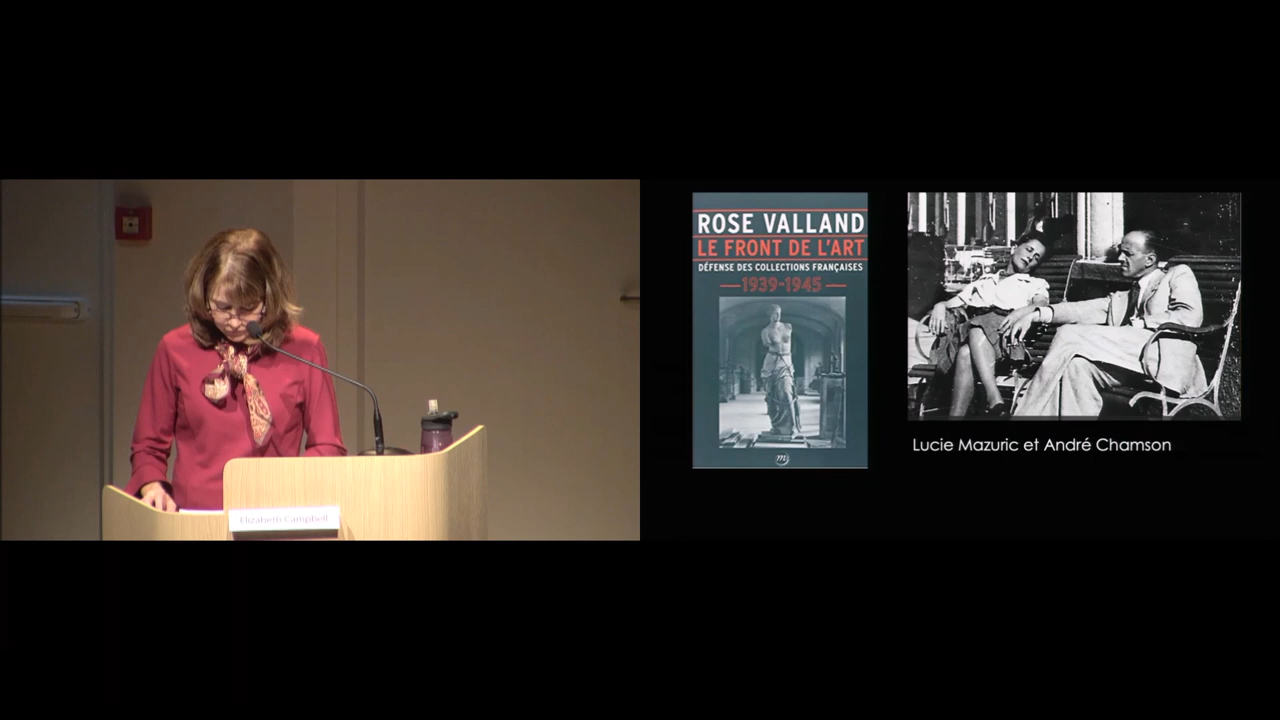 Elizabeth Campbell
ROSE VALLAND
LE FRONT DE L'ART
DÉFENSE DES COLLECTIONS FRANÇAISES
1939-1945
m
Lucie Mazuric et André Chamson